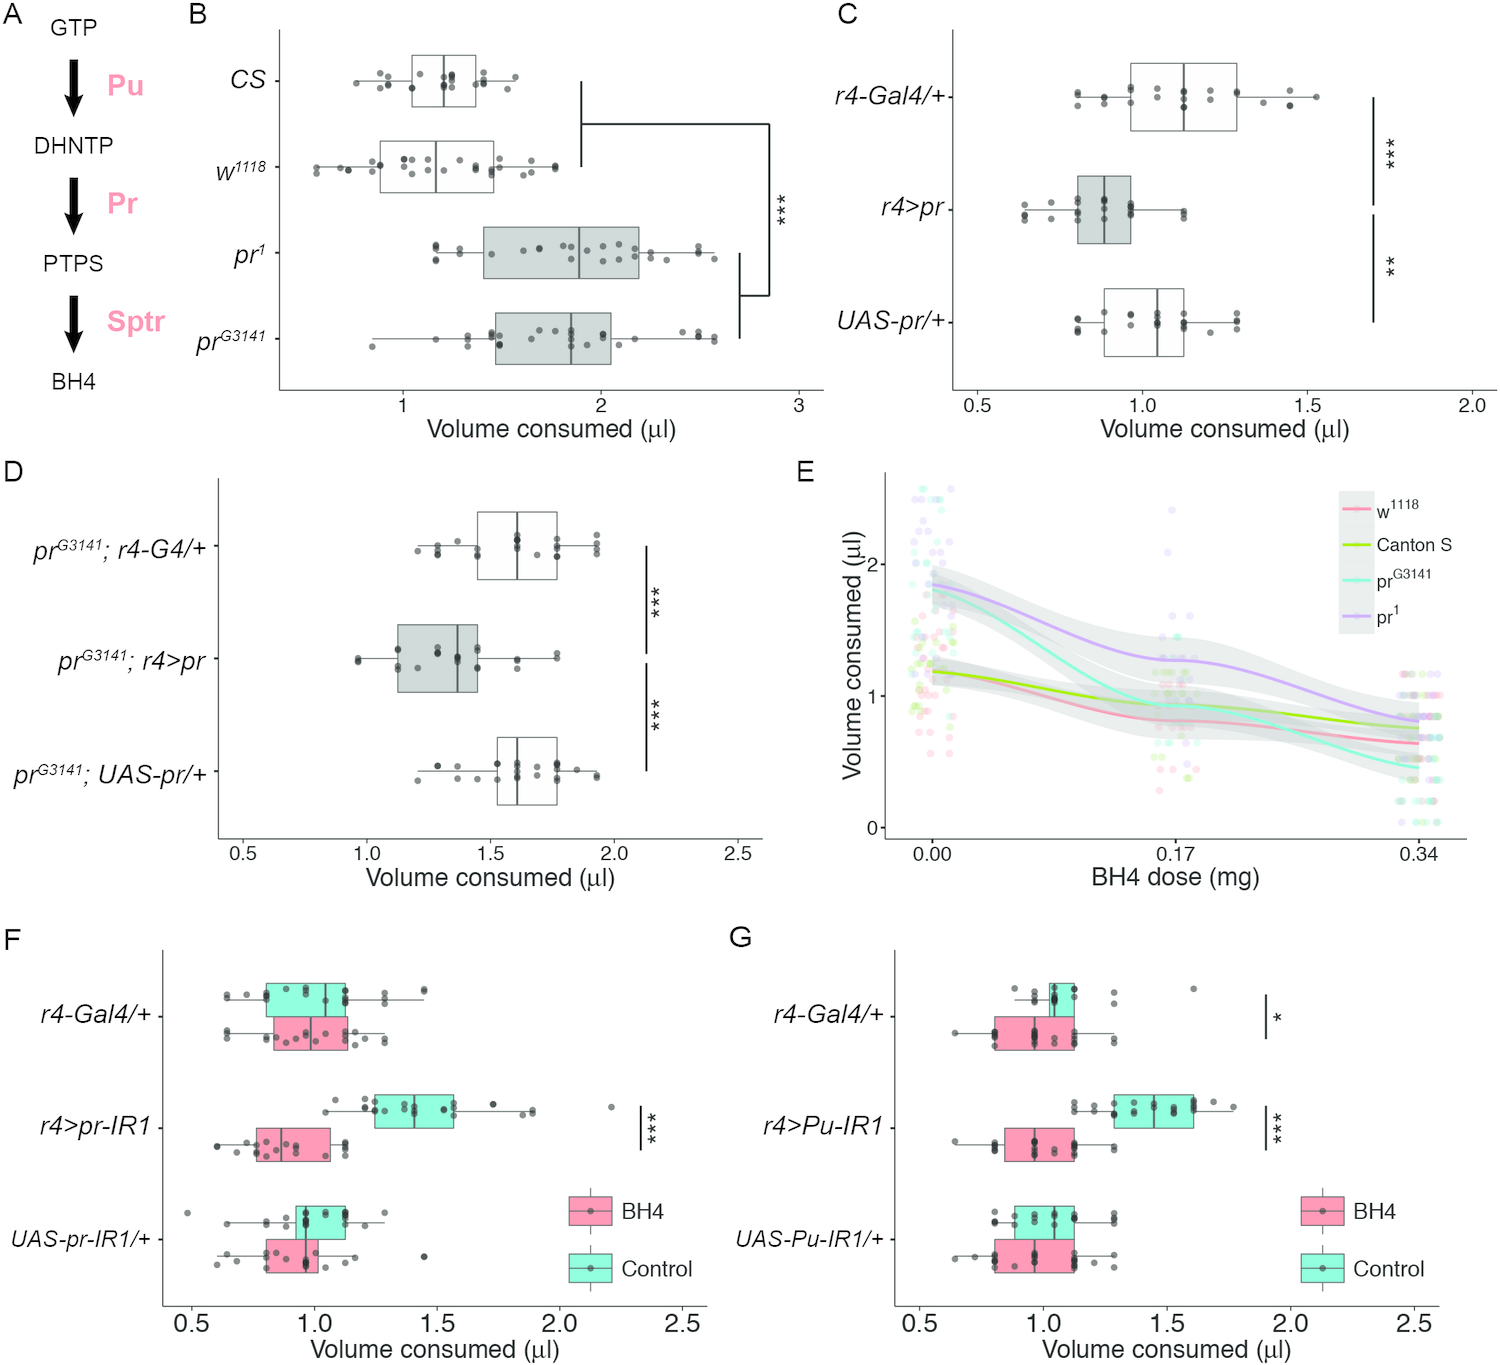 A
GTP
Pu
DHNTP
Pr
PTPS
Sptr
BH4
B
CS
w1118
pr1
prG3141
***
1 2 3
Volume consumed (μl)
C
r4-Gal4/+
r4>pr
UAS-pr/+
***
**
0.5 1.0 1.5 2.0
Volume consumed (μl)
D
prG3141; r4-G4/+
prG3141; r4>pr
prG3141; UAS-pr/+
***
***
0.5 1.0 1.5 2.0 2.5
Volume consumed (μl)
E
Volume consumed (μl)
2
1
0
w1118
Canton S
prG3141
pr1
0.00 0.17 0.34
BH4 dose (mg)
F
r4-Gal4/+
r4>pr-IR1
UAS-pr-IR1/+
***
BH4
Control
0.5 1.0 1.5 2.0 2.5
Volume consumed (μl)
G
r4-Gal4/+
r4>Pu-IR1
UAS-Pu-IR1/+
*
***
BH4
Control
0.5 1.0 1.5 2.0 2.5
Volume consumed (μl)